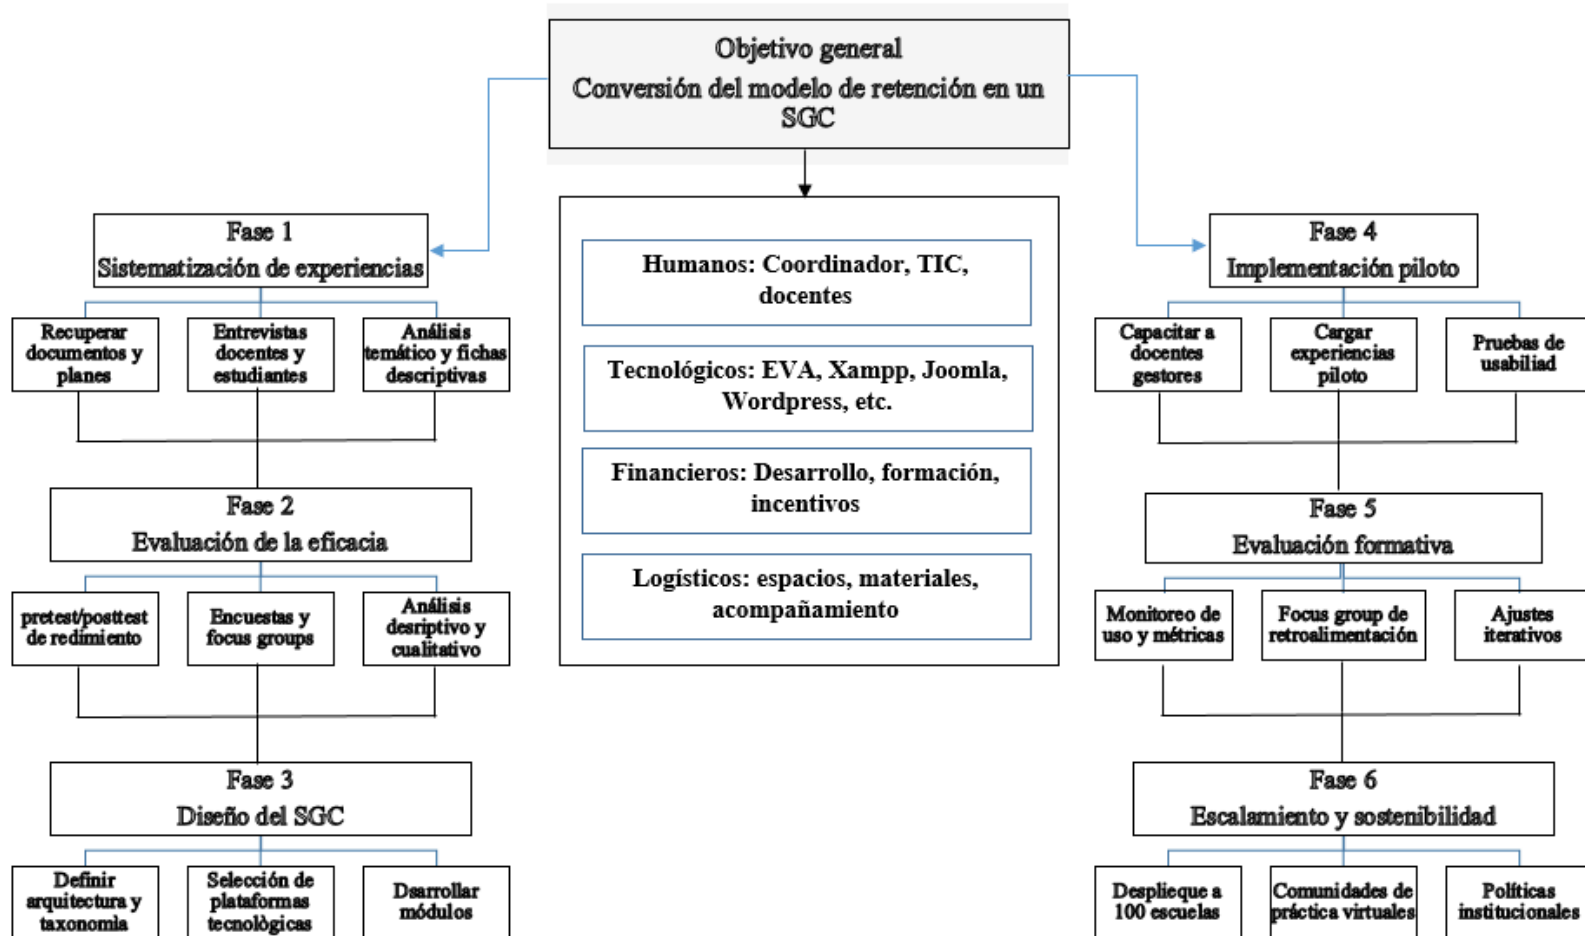 Objetivo general
Conversión del modelo de retención en un
SGC
Fase 1
Sistematización de experiencias
Recuperar
documentos y
planes
Entrevistas
docentes y
estudiantes
Análisis
temático y fichas
descriptivas
Fase 2
Evaluación de la eficacia
pretest/posttest
de redimiento
Encuestas y
focus groups
Análisis
desriptivo y
cualitativo
Fase 3
Diseño del SGC
Definir
arquitectura y
taxonomía
Selección de
plataformas
tecnològicas
Dsarrollar
módulos
Humanos: Coordinador, TIC,
docentes
Tecnológicos: EVA, Xampp, Joomla,
Wordpress, etc.
Financieros: Desarrollo, formación,
incentivos
Logísticos: espacios, materiales,
acompañamiento
Fase 4
Implementación piloto
Capacitar a
docentes
gestores
Cargar
experiencias
piloto
Pruebas de
usabiliad
Fase 5
Evaluación formativa
Monitoreo de
uso y métricas
Focus group de
retroalimentación
Ajustes
iterativos
Fase 6
Escalamiento y sostenibilidad
Desplieque a
100 escuelas
Comunidades de
práctica virtuales
Políticas
institucionales